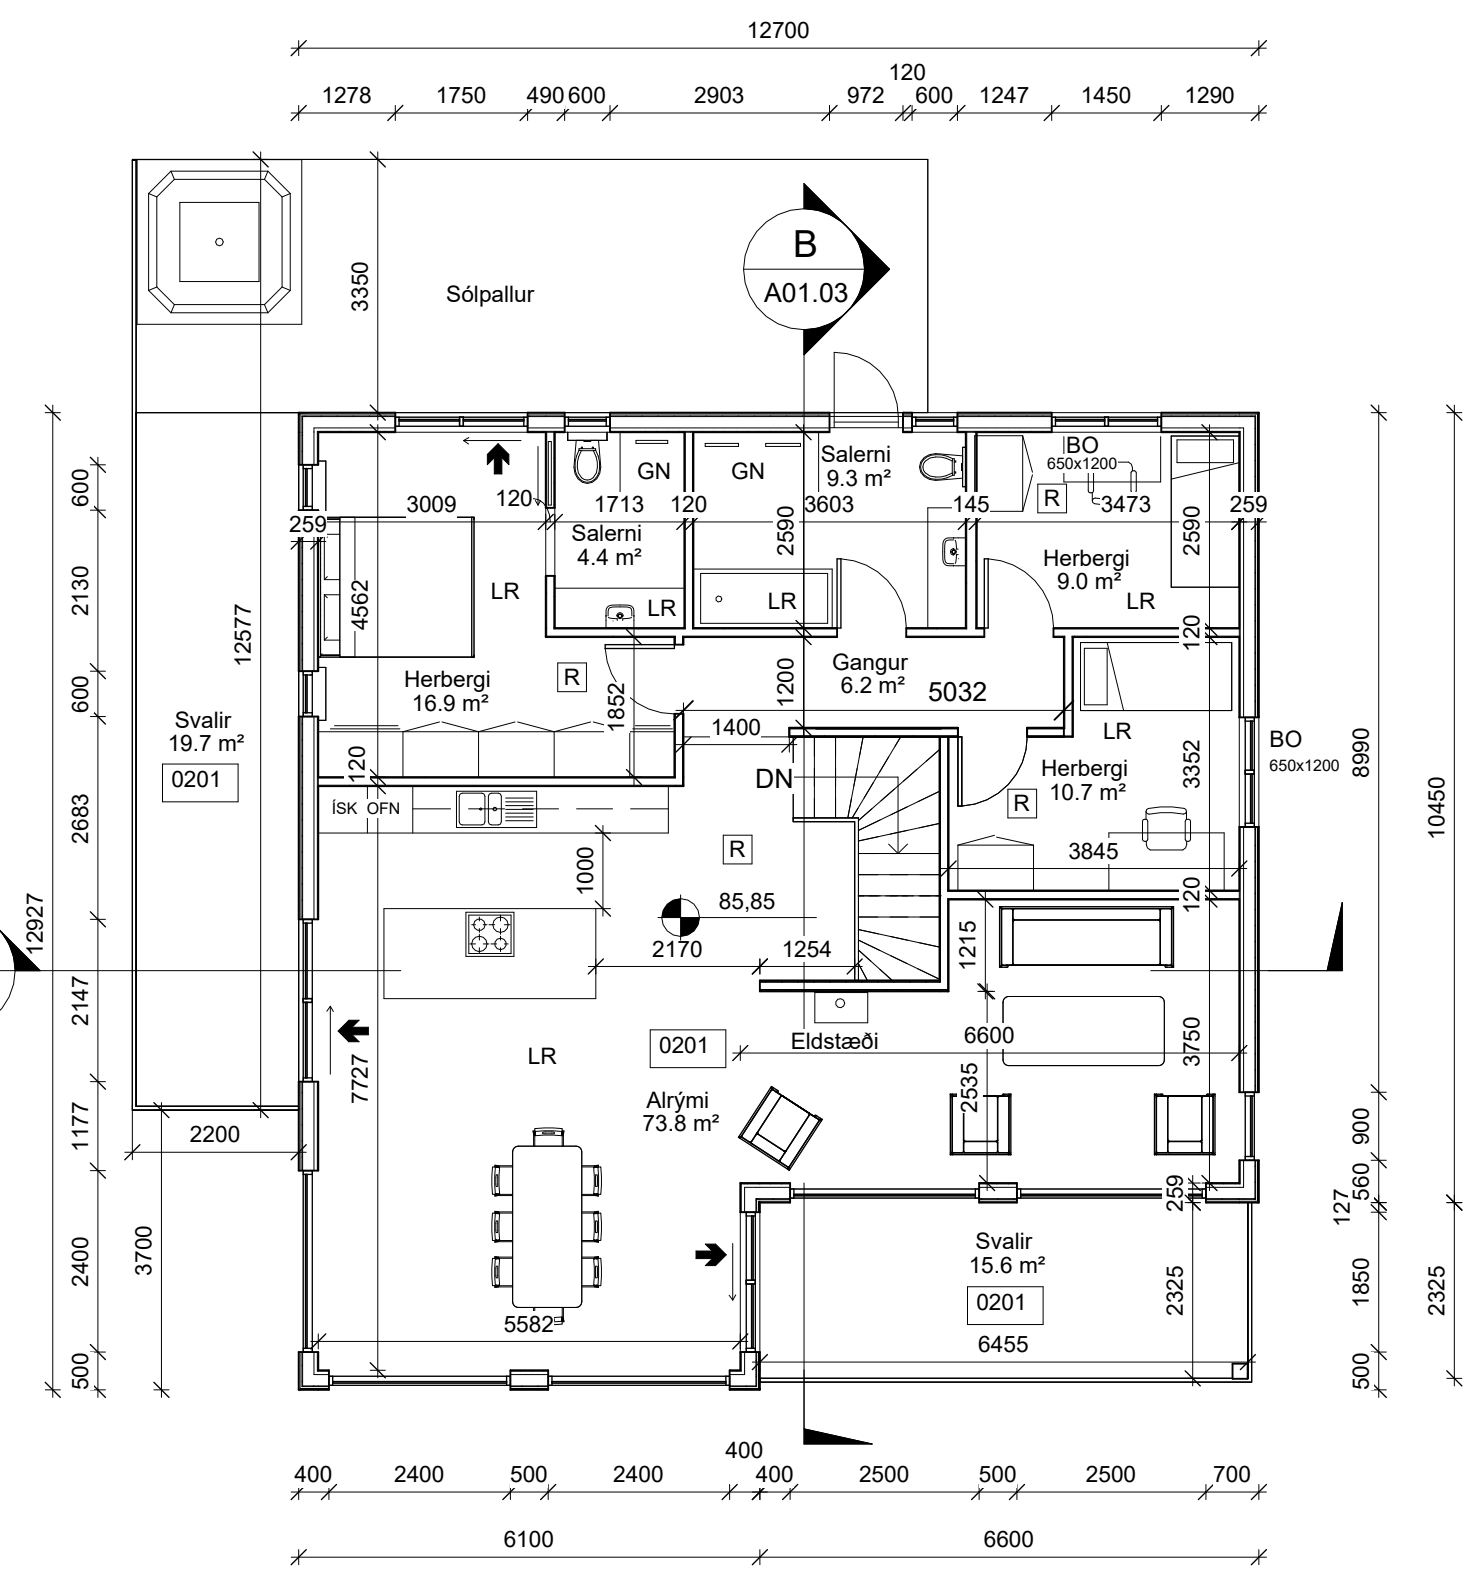 12700
120
1278 1750 490 600 2903 972 600 1247 1450 1290
B
A01.03
3350
Sólpallur
Salerni
9.3 m²
BO
650x1200
GN GN
R
600
3009 120 1713 120 3603 145 3473 259
259
Salerni
4.4 m²
2590
2590
Herbergi
9.0 m²
2130
12577
4562
LR
LR
LR
LR
120
Herbergi
16.9 m²
R
1852
1200
Gangur
6.2 m²
5032
600
Svalir
19.7 m²
0201
1400
LR
BO
650x1200
8990
120
DN
Herbergi
10.7 m²
3352
R
ÍSK OFN
2683
10450
R
3845
1000
120
85,85
12927
2170 1254
1215
2147
0201
Eldstæði
6600
3750
LR
7727
2535
Alrými
73.8 m²
1177
2200
900
560
259
127
3700
2400
Svalir
15.6 m²
0201
2325
1850
2325
5582
6455
500
500
400
400 2400 500 2400 400 2500 500 2500 700
6100 6600